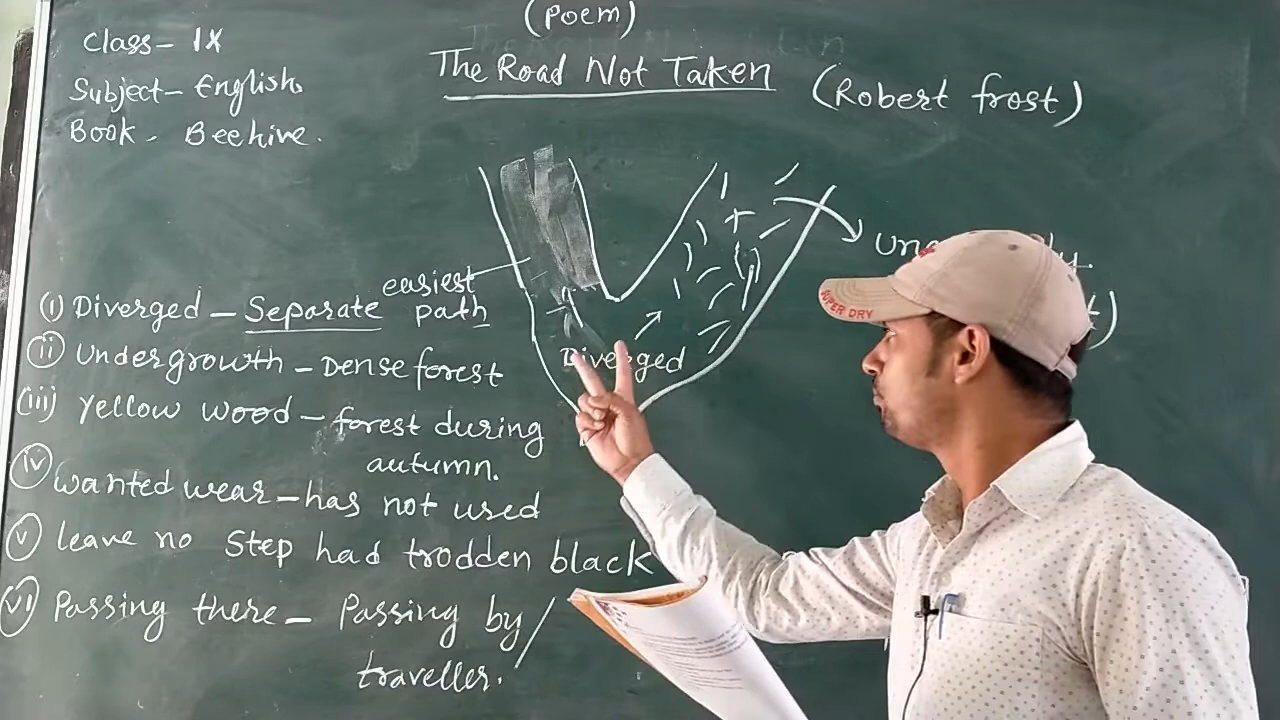 (Poem)
Class- IX
The Road Not Taken (Robert frost)
Subject- English
Book- Beehive.
easiest
path
Diverged
(i) Diverged - Separate
(ii) Undergrowth - Dense forest
(iii) Yellow wood - forest during
autumn.
(iv) wanted wear - has not used
(v) leave no step had trodden black
(vi) Passing there - Passing by/
traveller.
SUPER DRY